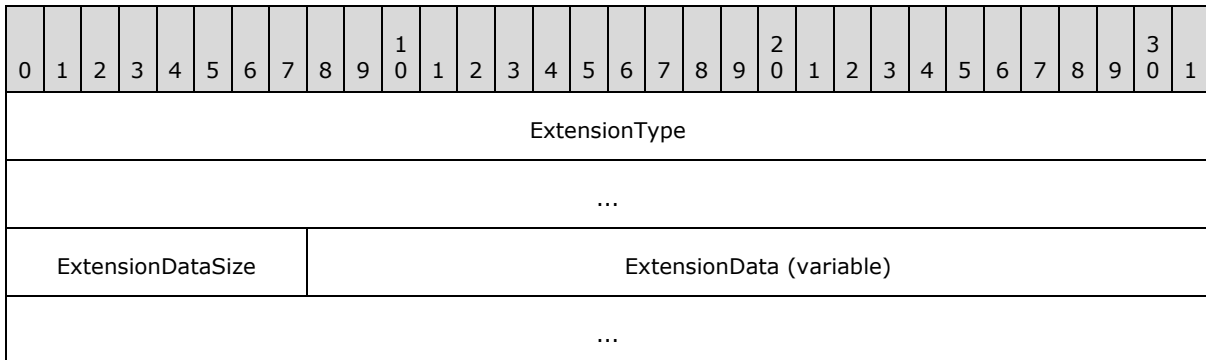 0 1 2 3 4 5 6 7 8 9 1 0 1 2 3 4 5 6 7 8 9 2 0 1 2 3 4 5 6 7 8 9 3 0 1
ExtensionType
...
ExtensionDataSize ExtensionData (variable)
...